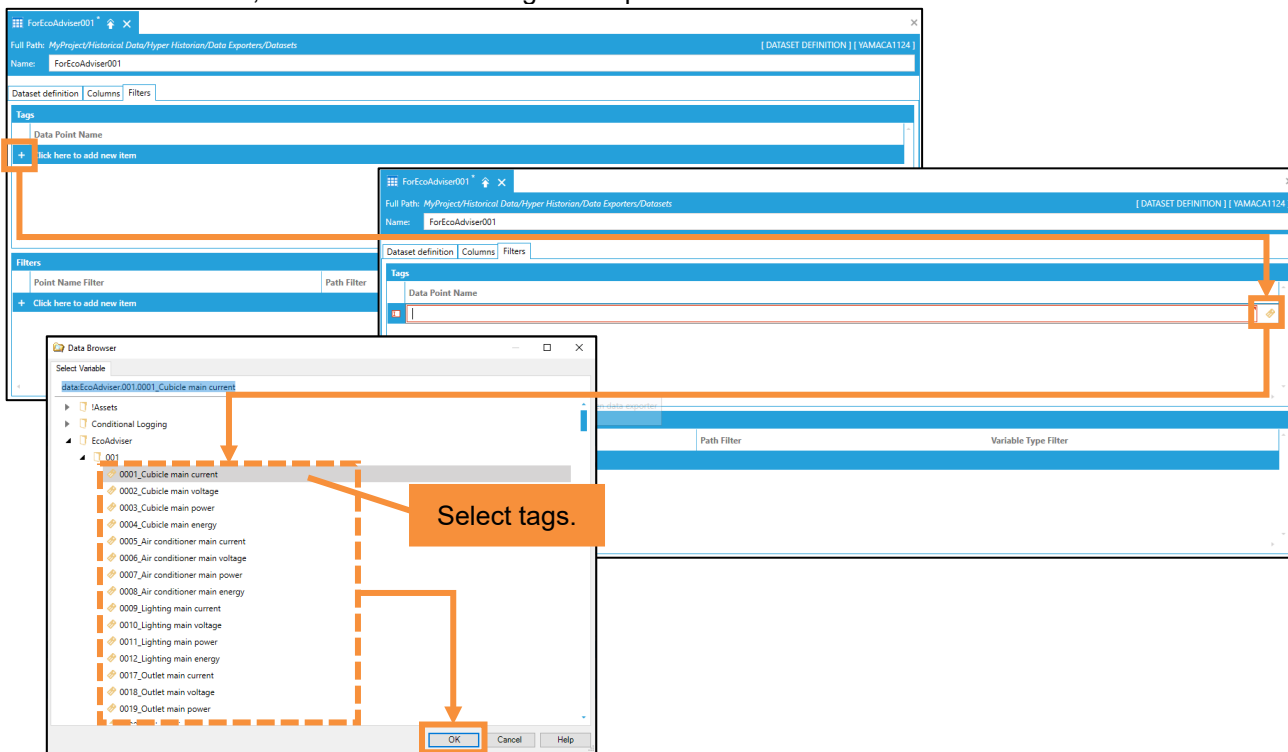 ForEcoAdviser001 *
Full Path: MyProject/Historical Data/Hyper Historian/Data Exporters/Datasets [ DATASET DEFINITION ] [ YAMACA1124 ]
Name: ForEcoAdviser001
Dataset definition Columns Filters
Tags
Data Point Name
+ Click here to add new item
Filters
Point Name Filter Path Filter
+ Click here to add new item
ForEcoAdviser001 *
Full Path: MyProject/Historical Data/Hyper Historian/Data Exporters/Datasets [ DATASET DEFINITION ] [ YAMACA1124 ]
Name: ForEcoAdviser001
Dataset definition Columns Filters
Tags
Data Point Name
data exporter
Path Filter Variable Type Filter
Data Browser
Select Variable
data:EcoAdviser.001.0001_Cubicle main current
!Assets
Conditional Logging
EcoAdviser
001
0001_Cubicle main current
0002_Cubicle main voltage
0003_Cubicle main power
0004_Cubicle main energy
0005_Air conditioner main current
0006_Air conditioner main voltage
0007_Air conditioner main power
0008_Air conditioner main energy
0009_Lighting main current
0010_Lighting main voltage
0011_Lighting main power
0012_Lighting main energy
0017_Outlet main current
0018_Outlet main voltage
0019_Outlet main power
OK Cancel Help
Select tags.